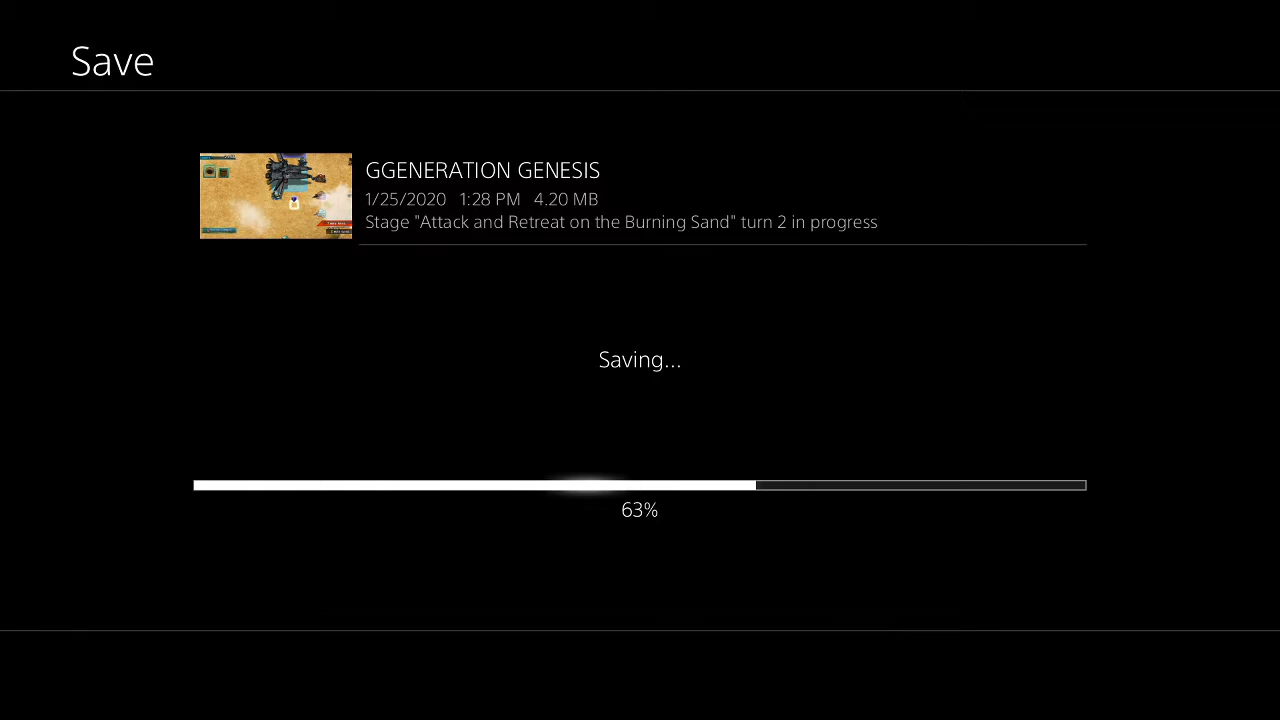 Save
GGENERATION GENESIS
1/25/2020 1:28 PM 4.20 MB
Stage "Attack and Retreat on the Burning Sand" turn 2 in progress
Saving...
63%